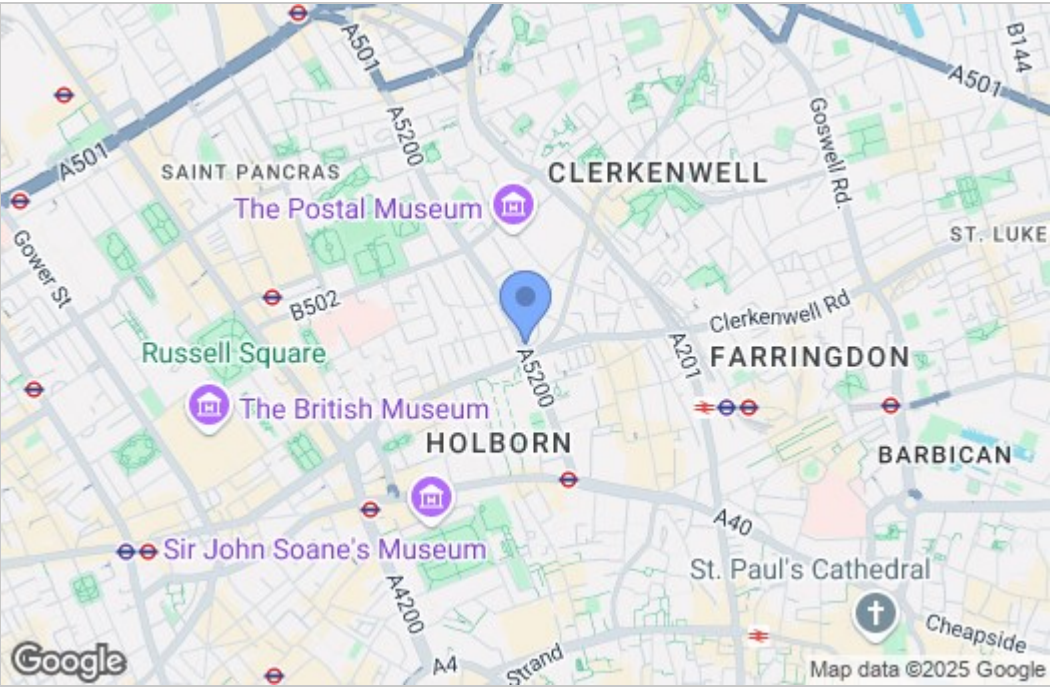 A501
B144
A501
A5200
Goswell Rd.
A501
SAINT PANCRAS
CLERKENWELL
The Postal Museum
ST. LUKE
Gower St
B502
Clerkenwell Rd
Russell Square
A5200
A201
FARRINGDON
The British Museum
HOLBORN
BARBICAN
A40
Sir John Soane's Museum
St. Paul's Cathedral
A4200
Cheapside
A4
Strand
Google
Map data ©2025 Google